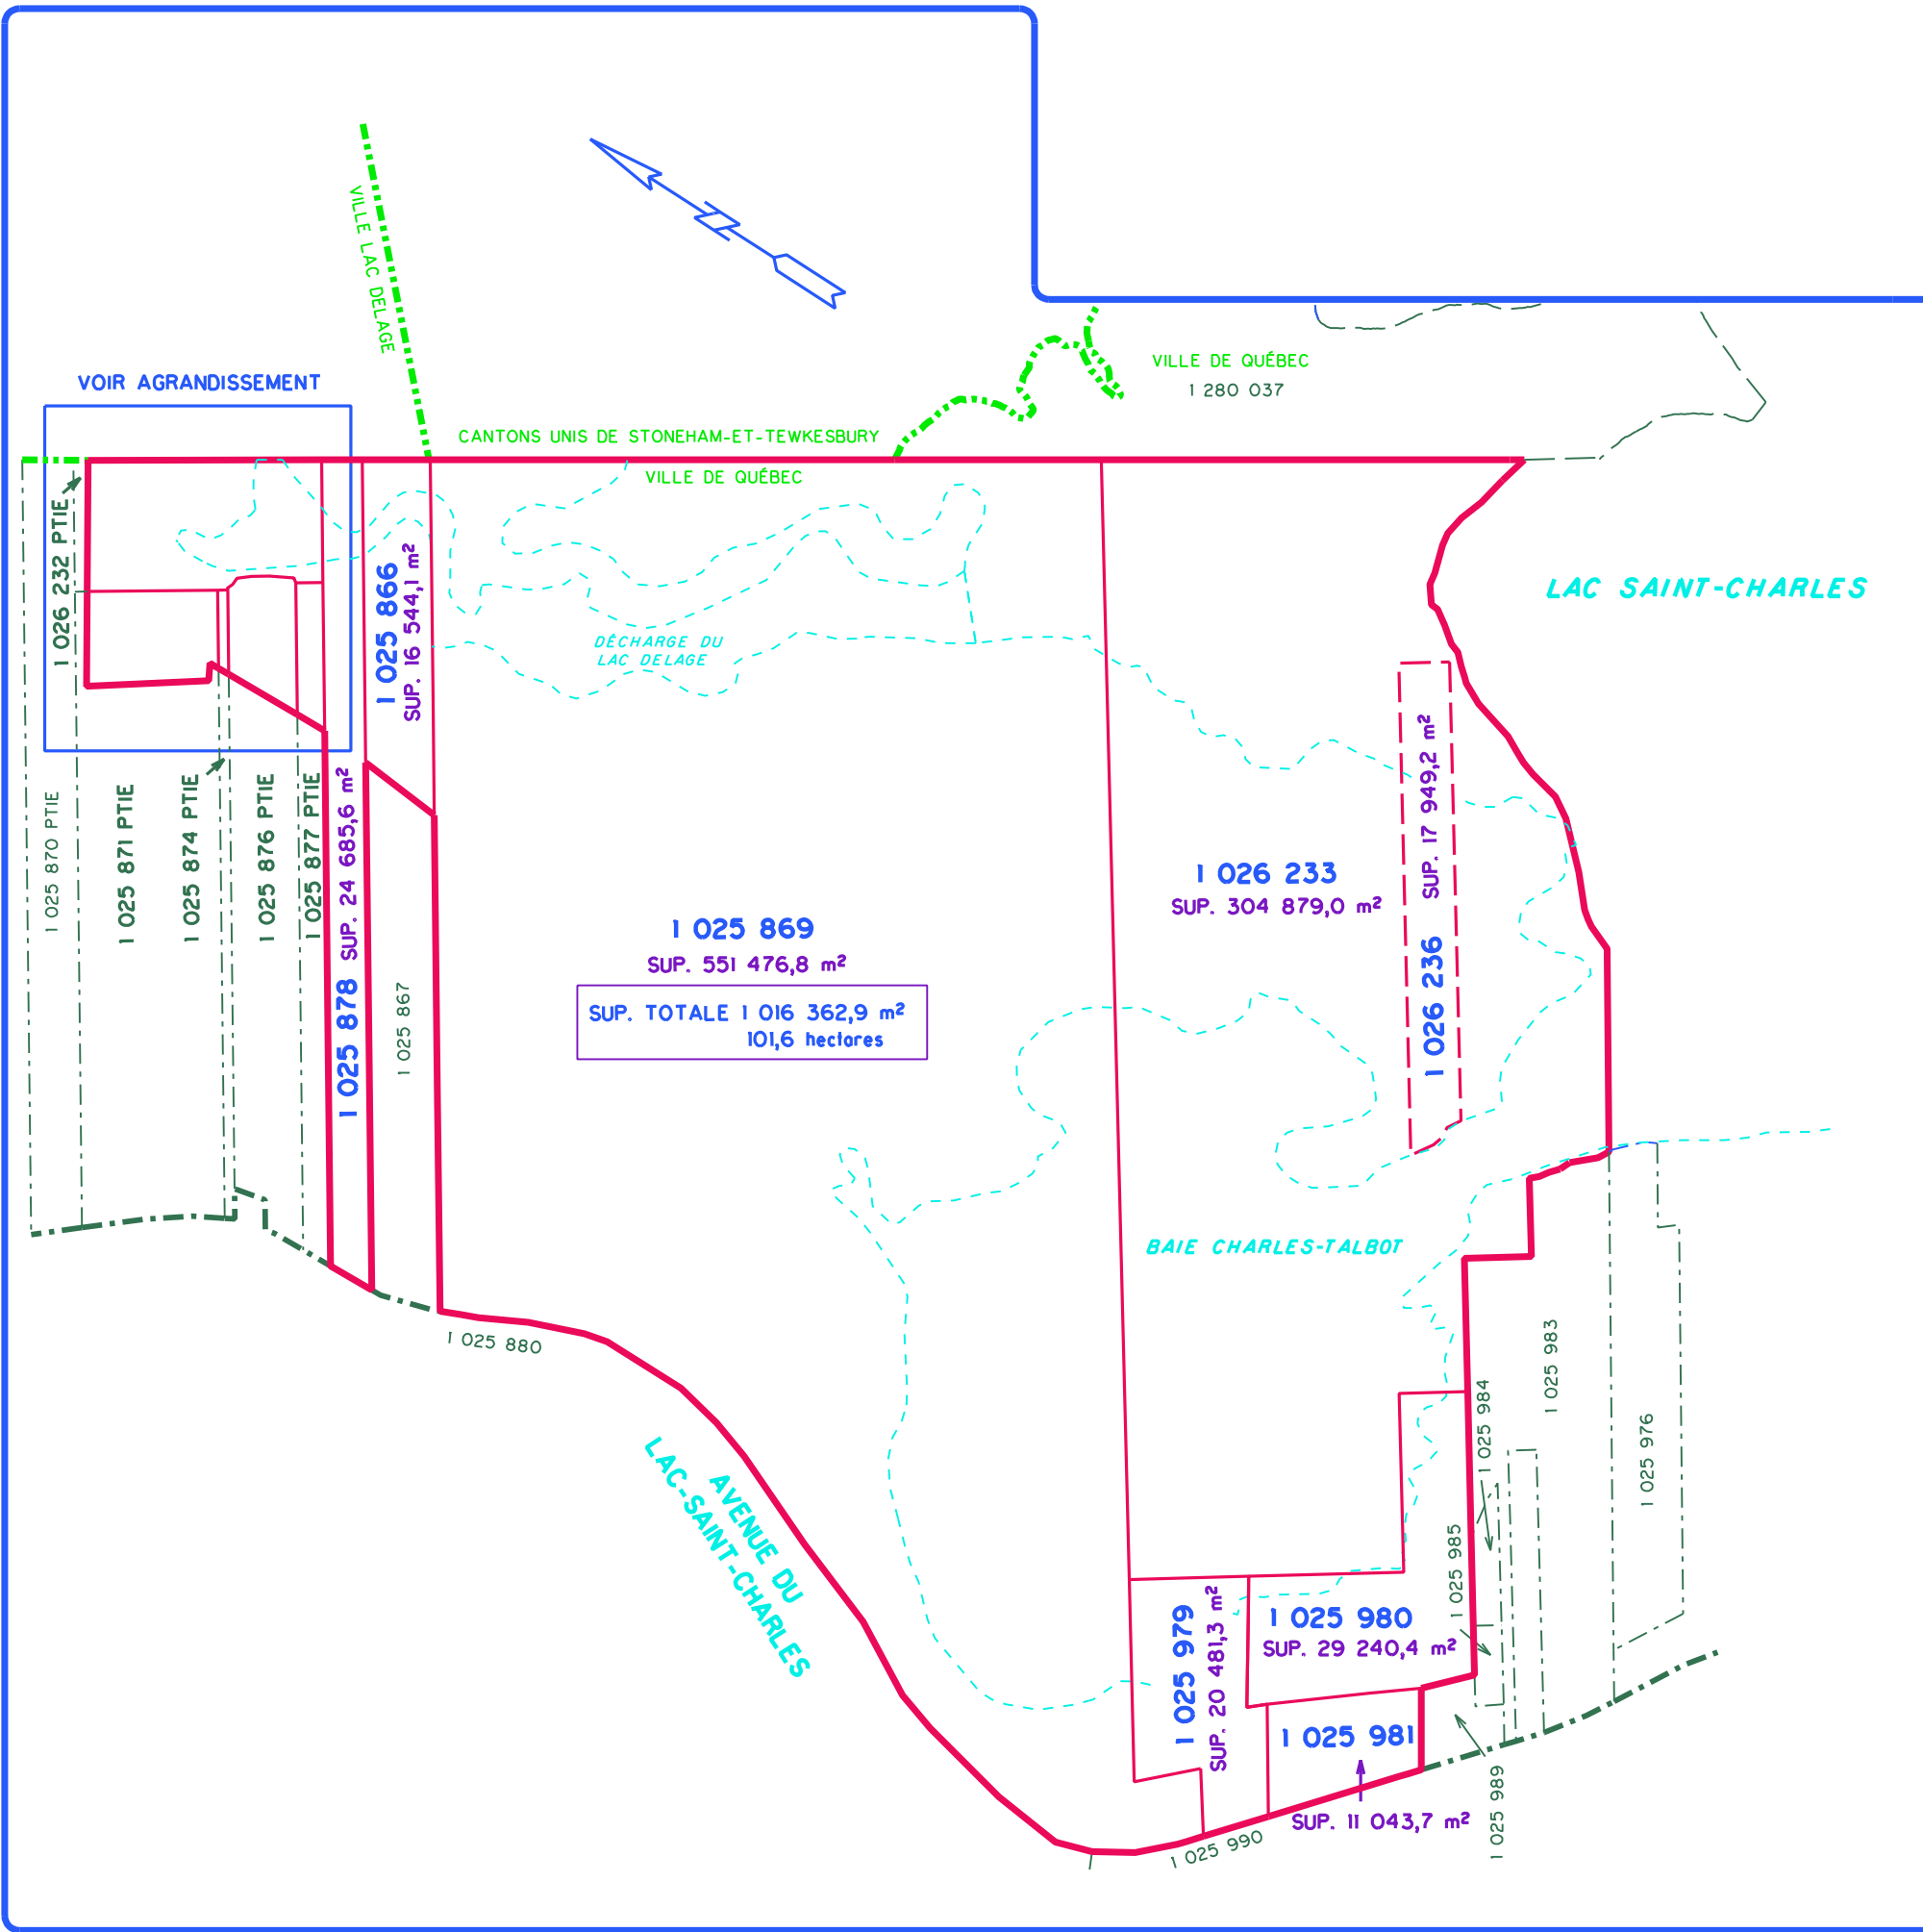 VILLE LAC DELAGE
VILLE DE QUÉBEC
1 280 037
VOIR AGRANDISSEMENT
CANTONS UNIS DE STONEHAM-ET-TEWKESBURY
VILLE DE QUÉBEC
1 026 232 PTIE
1 025 866
SUP. 16 544,1 m²
LAC SAINT-CHARLES
DÉCHARGE DU
LAC DELAGE
1 025 870 PTIE
1 025 871 PTIE
1 025 874 PTIE
1 025 876 PTIE
1 025 877 PTIE
1 025 878 SUP. 24 685,6 m²
1 025 867
1 025 869
SUP. 551 476,8 m²
SUP. TOTALE 1 016 362,9 m²
101,6 hectares
1 026 233
SUP. 304 879,0 m²
1 026 236 SUP. 17 949,2 m²
BAIE CHARLES-TALBOT
1 025 880
AVENUE DU
LAC-SAINT-CHARLES
1 025 983
1 025 984
1 025 976
1 025 985
1 025 979
SUP. 20 481,3 m²
1 025 980
SUP. 29 240,4 m²
1 025 981
SUP. 11 043,7 m²
1 025 990
1 025 989